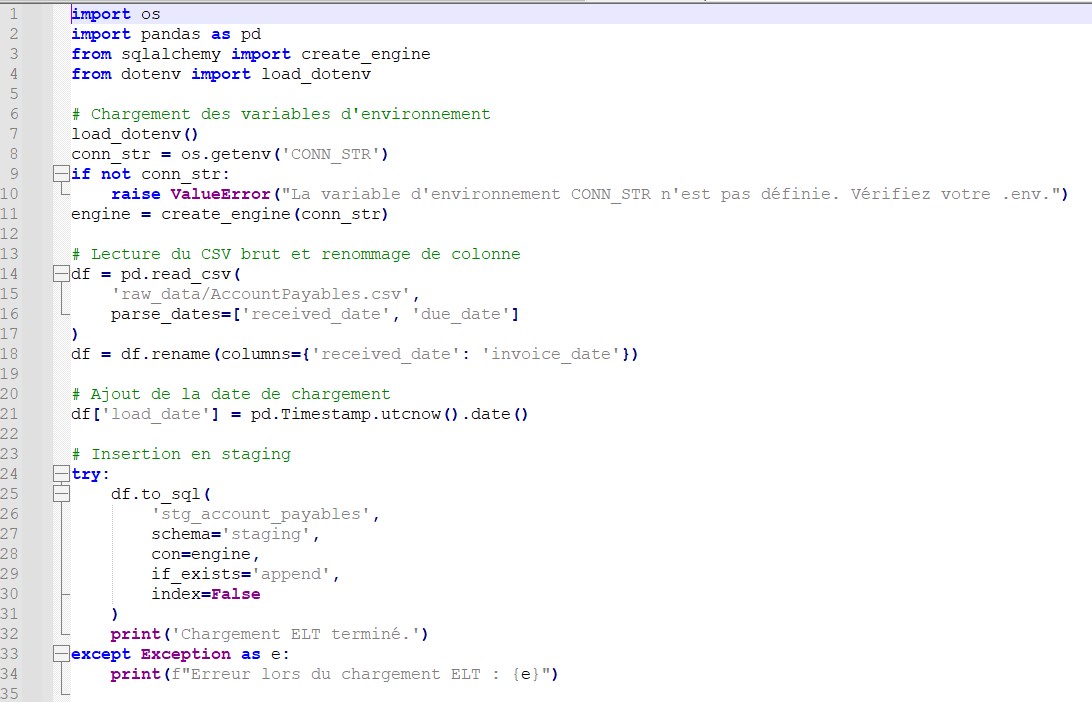 1 import os
2 import pandas as pd
3 from sqlalchemy import create_engine
4 from dotenv import load_dotenv
5
6 # Chargement des variables d'environnement
7 load_dotenv()
8 conn_str = os.getenv('CONN_STR')
9 if not conn_str:
10     raise ValueError("La variable d'environnement CONN_STR n'est pas définie. Vérifiez votre .env.")
11 engine = create_engine(conn_str)
12
13 # Lecture du CSV brut et renommage de colonne
14 df = pd.read_csv(
15     'raw_data/AccountPayables.csv',
16     parse_dates=['received_date', 'due_date']
17 )
18 df = df.rename(columns={'received_date': 'invoice_date'})
19
20 # Ajout de la date de chargement
21 df['load_date'] = pd.Timestamp.utcnow().date()
22
23 # Insertion en staging
24 try:
25     df.to_sql(
26         'stg_account_payables',
27         schema='staging',
28         con=engine,
29         if_exists='append',
30         index=False
31     )
32     print('Chargement ELT terminé.')
33 except Exception as e:
34     print(f"Erreur lors du chargement ELT : {e}")
35